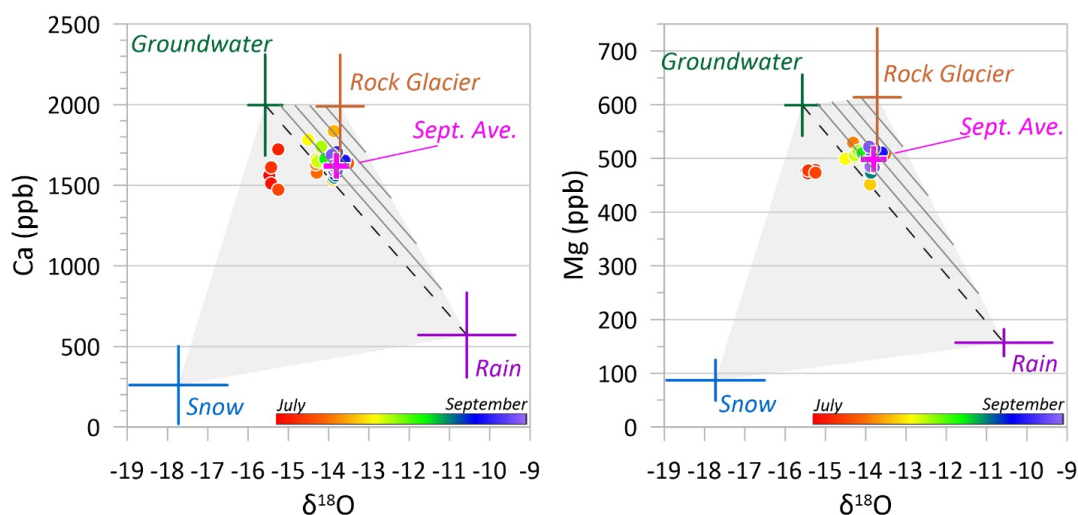 2500
2000
1500
1000
500
0
Ca (ppb)
Groundwater
Rock Glacier
Sept. Ave.
Rain
Snow
July
September
-19 -18 -17 -16 -15 -14 -13 -12 -11 -10 -9
δ18O
700
600
500
400
300
200
100
0
Mg (ppb)
Groundwater
Rock Glacier
Sept. Ave.
Rain
Snow
July
September
-19 -18 -17 -16 -15 -14 -13 -12 -11 -10 -9
δ18O